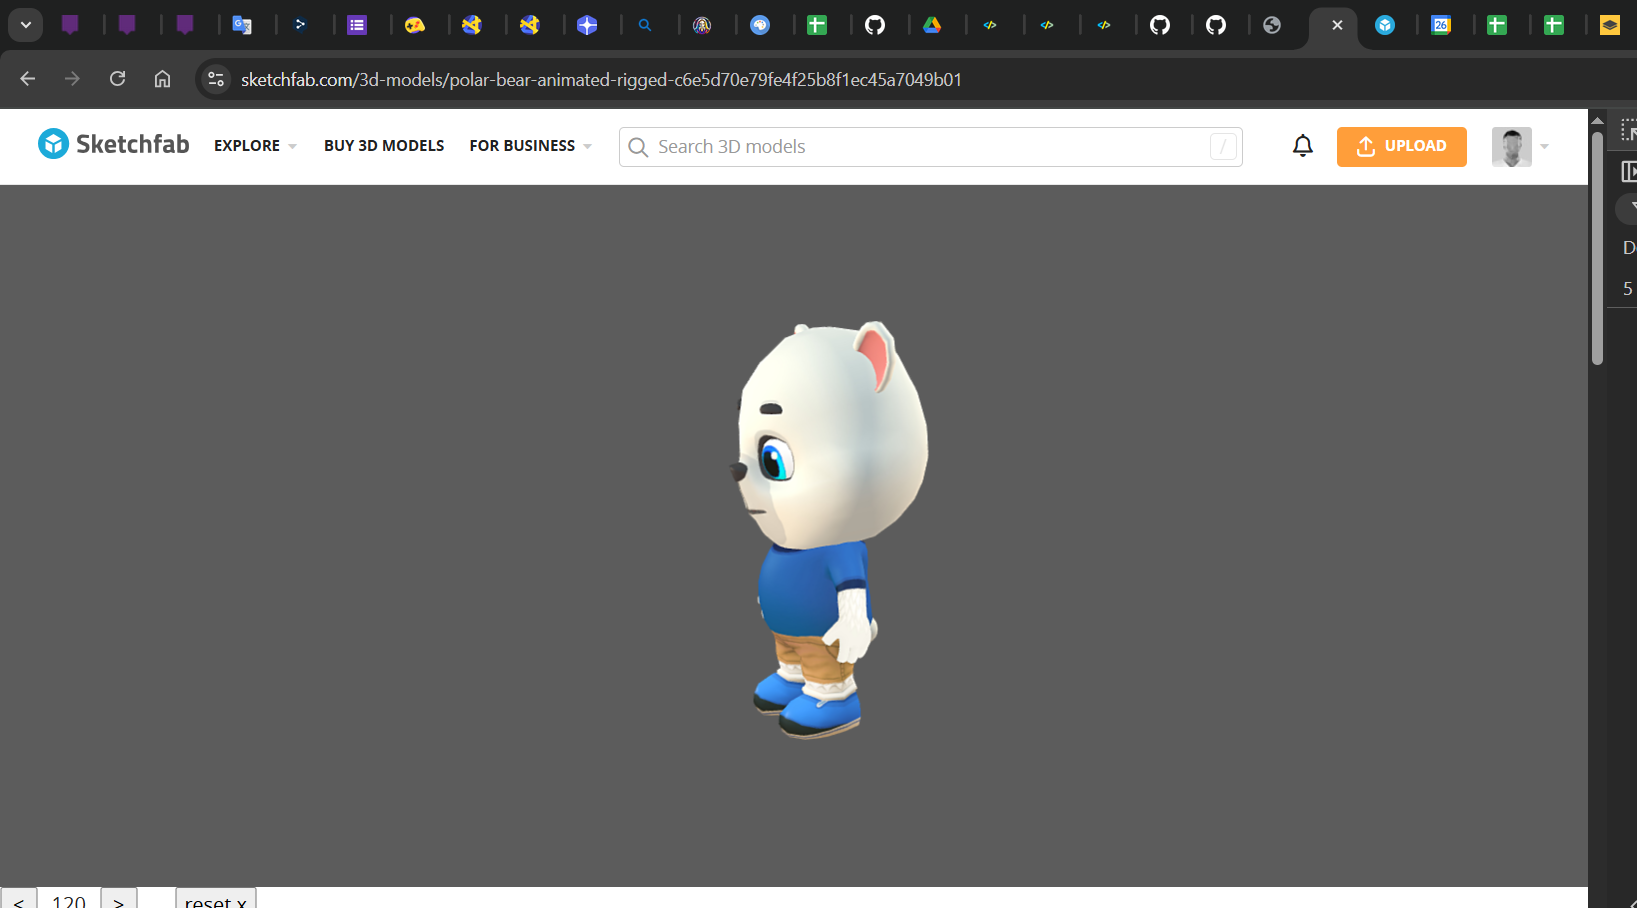 sketchfab.com/3d-models/polar-bear-animated-rigged-c6e5d70e79fe4f25b8f1ec45a7049b01
Sketchfab EXPLORE BUY 3D MODELS FOR BUSINESS Search 3D models / UPLOAD
26
D
5
< 120 > reset x